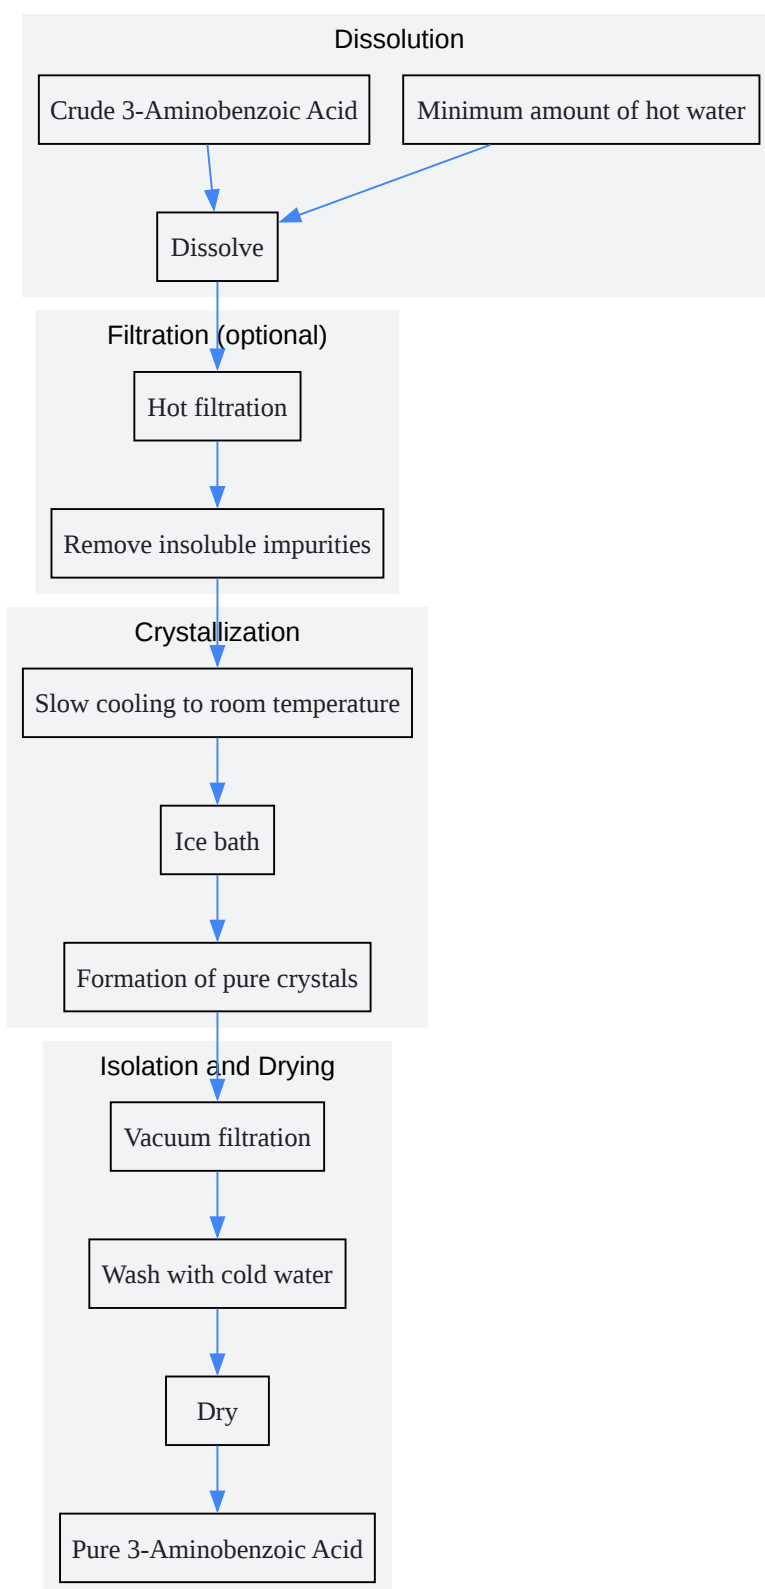 Dissolution
Crude 3-Aminobenzoic Acid
Minimum amount of hot water
Dissolve
Filtration (optional)
Hot filtration
Remove insoluble impurities
Crystallization
Slow cooling to room temperature
Ice bath
Formation of pure crystals
Isolation and Drying
Vacuum filtration
Wash with cold water
Dry
Pure 3-Aminobenzoic Acid